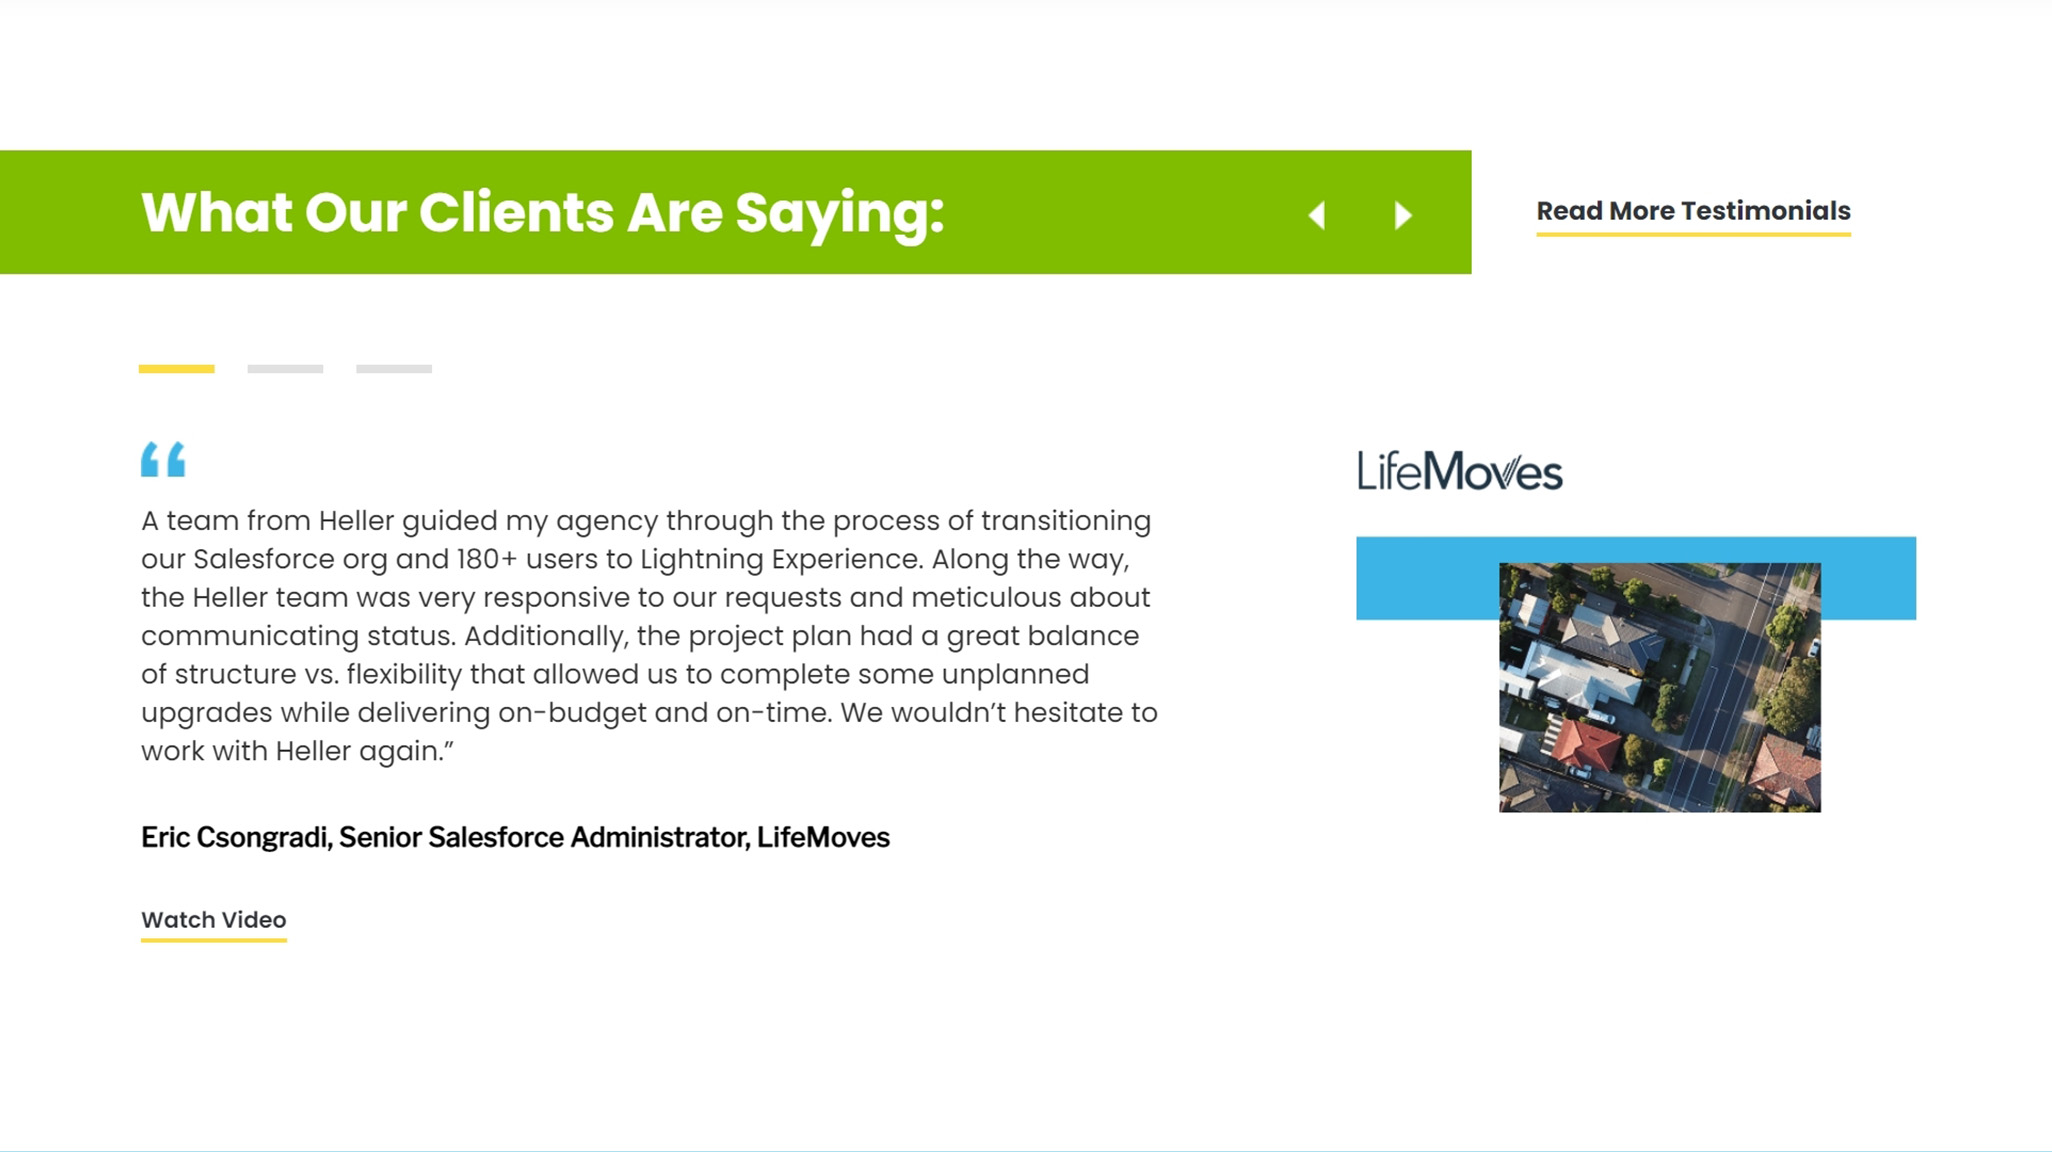 What Our Clients Are Saying:
Read More Testimonials
“
A team from Heller guided my agency through the process of transitioning
our Salesforce org and 180+ users to Lightning Experience. Along the way,
the Heller team was very responsive to our requests and meticulous about
communicating status. Additionally, the project plan had a great balance
of structure vs. flexibility that allowed us to complete some unplanned
upgrades while delivering on-budget and on-time. We wouldn’t hesitate to
work with Heller again.”
Eric Csongradi, Senior Salesforce Administrator, LifeMoves
Watch Video
LifeMoves